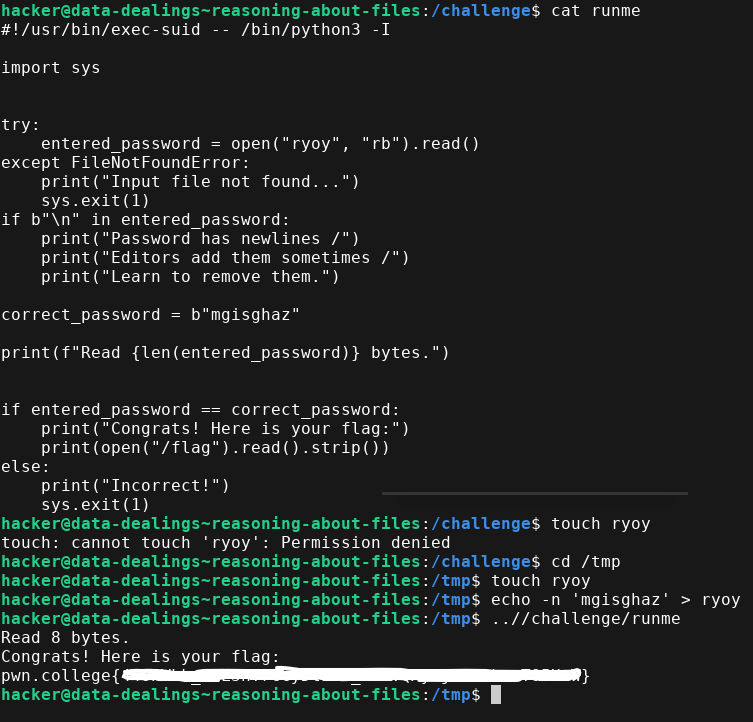 hacker@data-dealings~reasoning-about-files:/challenge$ cat runme
#!/usr/bin/exec-suid -- /bin/python3 -I
import sys
try:
    entered_password = open("ryoy", "rb").read()
except FileNotFoundError:
    print("Input file not found...")
    sys.exit(1)
if b"\n" in entered_password:
    print("Password has newlines /")
    print("Editors add them sometimes /")
    print("Learn to remove them.")
correct_password = b"mgisghaz"
print(f"Read {len(entered_password)} bytes.")
if entered_password == correct_password:
    print("Congrats! Here is your flag:")
    print(open("/flag").read().strip())
else:
    print("Incorrect!")
    sys.exit(1)
hacker@data-dealings~reasoning-about-files:/challenge$ touch ryoy
touch: cannot touch 'ryoy': Permission denied
hacker@data-dealings~reasoning-about-files:/challenge$ cd /tmp
hacker@data-dealings~reasoning-about-files:/tmp$ touch ryoy
hacker@data-dealings~reasoning-about-files:/tmp$ echo -n 'mgisghaz' > ryoy
hacker@data-dealings~reasoning-about-files:/tmp$ ..//challenge/runme
Read 8 bytes.
Congrats! Here is your flag:
pwn.college{}
hacker@data-dealings~reasoning-about-files:/tmp$